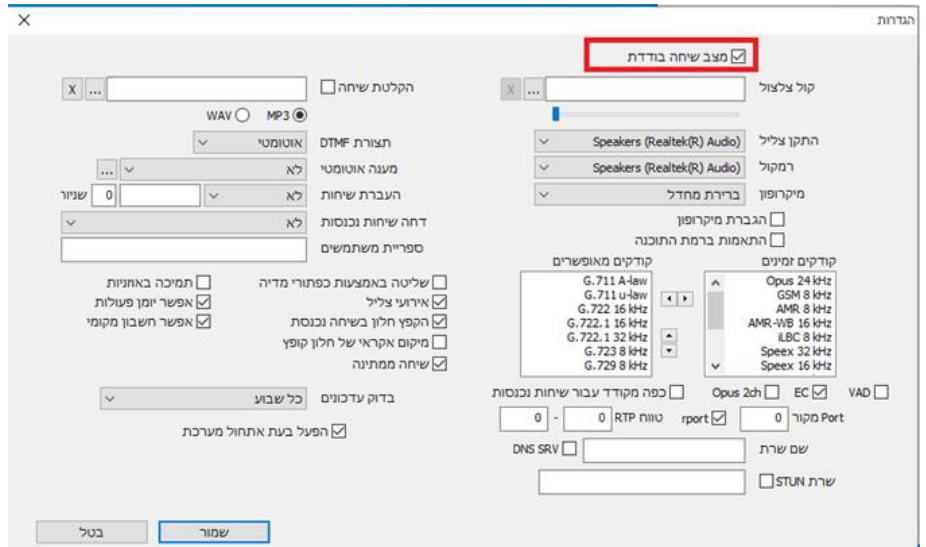 הגדרות
מצב שיחה בודדת
קול צלצול ... X
התקן צליל Speakers (Realtek(R) Audio)
רמקול Speakers (Realtek(R) Audio)
מיקרופון ברירת מחדל
הגברת מיקרופון
התאמות ברמת התוכנה
קודקים זמינים קודקים מאופשרים
Opus 24 kHz
GSM 8 kHz
AMR 8 kHz
AMR-WB 16 kHz
iLBC 8 kHz
Speex 32 kHz
Speex 16 kHz
G.711 A-law
G.711 u-law
G.722 16 kHz
G.722.1 16 kHz
G.722.1 32 kHz
G.723 8 kHz
G.729 8 kHz
VAD EC Opus 2ch כפה מקודד עבור שיחות נכנסות
Port מקור 0 rport טווח RTP 0 - 0
שם שרת DNS SRV
שרת STUN
הקלטת שיחה ... X
MP3 WAV
תצורת DTMF אוטומטי
מענה אוטומטי לא ...
העברת שיחות לא 0 שניור
דחה שיחות נכנסות לא
ספריית משתמשים
שליטה באמצעות כפתורי מדיה תמיכה באוזניות
אירועי צליל אפשר יומן פעולות
הקפץ חלון בשיחה נכנסת אפשר חשבון מקומי
מיקום אקראי של חלון קופץ
שיחה ממתינה
בדוק עדכונים כל שבוע
הפעל בעת אתחול מערכת
שמור בטל